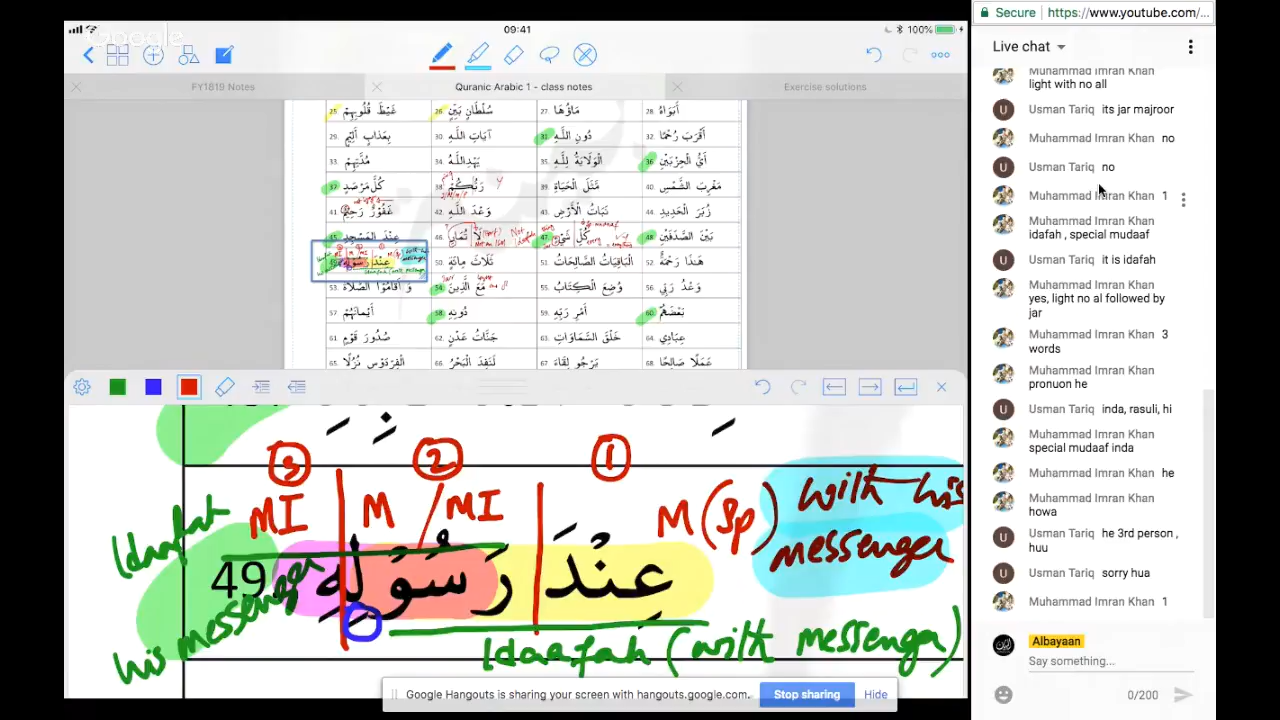 Google
09:41
100%
FY1819 Notes
Quranic Arabic 1 - class notes
Exercise solutions
25. غَيْظَ قُلُوبِهِمْ 26. سُلْطَانٍ بَيِّنٍ 27. مَاؤُهَا 28. أَبَوَاهُ
29. بِعَذَابٍ أَلِيْمٍ 30. آيَاتِ اللَّهِ 31. دُونِ اللَّهِ 32. أَقْرَبَ رُحْمًا
33. 34. يَهْدِ اللَّهُ 35. الْوَلَايَةُ لِلَّهِ 36. أَيُّ الْحِزْبَيْنِ
37. كُلَّ مَرْصَدٍ 38. 39. مَثَلَ الْحَيَاةِ 40. مَغْرِبَ الشَّمْسِ
41. غَفُوْرٌ رَحِيْمٌ 42. وَعْدَ اللَّهِ 43. نَبَاتُ الْأَرْضِ 44. زُبَرَ الْحَدِيدِ
45. عِنْدَ الْمَسْجِدِ 46. 47. كُلِّ شَيْءٍ 48. بَيْنَ الصَّدَفَيْنِ
49. عِنْدَ رَسُوْلِهِ 50. ثَلَاثَ مِائَةٍ 51. الْبَاقِيَاتُ الصَّالِحَاتُ 52. هَذَا رَحْمَةٌ
53. وَ أَقَامُوْا الصَّلَاةَ 54. مَعَ الَّذِيْنَ 55. وُضِعَ الْكِتَابُ 56. وَعْدُ رَبِّي
57. أَيْمَانَهُمْ 58. دُونِهِ 59. أَمْرِ رَبِّهِ 60. بَعْضَهُمْ
61. صُدُورَ قَوْمٍ 62. جَنَّاتُ عَدْنٍ 63. خَلْقَ السَّمَاوَاتِ 64. عِبَادِي
65. الْفِرْدَوْسِ نُزُلًا 66. لَنَفِدَ الْبَحْرُ 67. يَرْجُو لِقَاءَ 68. عَمَلًا صَالِحًا
3 2 1
MI M / MI M (sp) with his
messenger
Idaafah
49. عِنْدَ رَسُوْلِهِ
his messenger
Idaafah (with messenger)
Google Hangouts is sharing your screen with hangouts.google.com.
Stop sharing
Hide
Secure https://www.youtube.com/...
Live chat
Muhammad Imran Khan
light with no all
Usman Tariq its jar majroor
Muhammad Imran Khan no
Usman Tariq no
Muhammad Imran Khan 1
Muhammad Imran Khan
idafah , special mudaaf
Usman Tariq it is idafah
Muhammad Imran Khan
yes, light no al followed by
jar
Muhammad Imran Khan 3
words
Muhammad Imran Khan
pronuon he
Usman Tariq inda, rasuli, hi
Muhammad Imran Khan
special mudaaf inda
Muhammad Imran Khan he
Muhammad Imran Khan
howa
Usman Tariq he 3rd person ,
huu
Usman Tariq sorry hua
Muhammad Imran Khan 1
Albayaan
Say something...
0/200